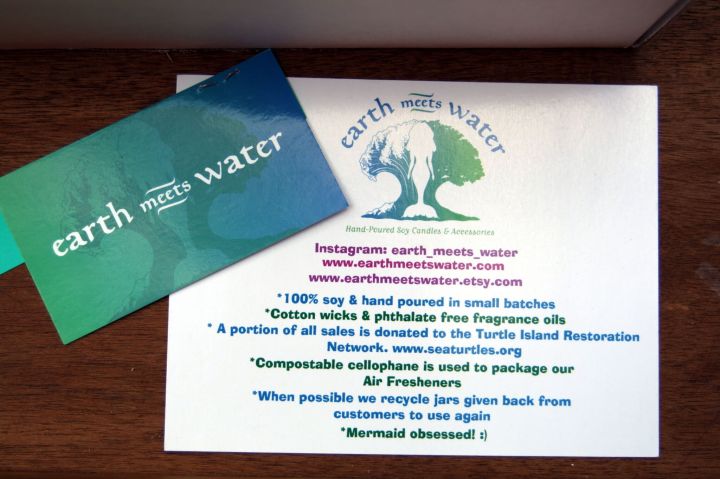 earth meets water
earth meets water
Hand-Poured Soy Candles & Accessories
Instagram: earth_meets_water
www.earthmeetswater.com
www.earthmeetswater.etsy.com
*100% soy & hand poured in small batches
*Cotton wicks & phthalate free fragrance oils
* A portion of all sales is donated to the Turtle Island Restoration
Network. www.seaturtles.org
*Compostable cellophane is used to package our
Air Fresheners
*When possible we recycle jars given back from
customers to use again
*Mermaid obsessed! :)